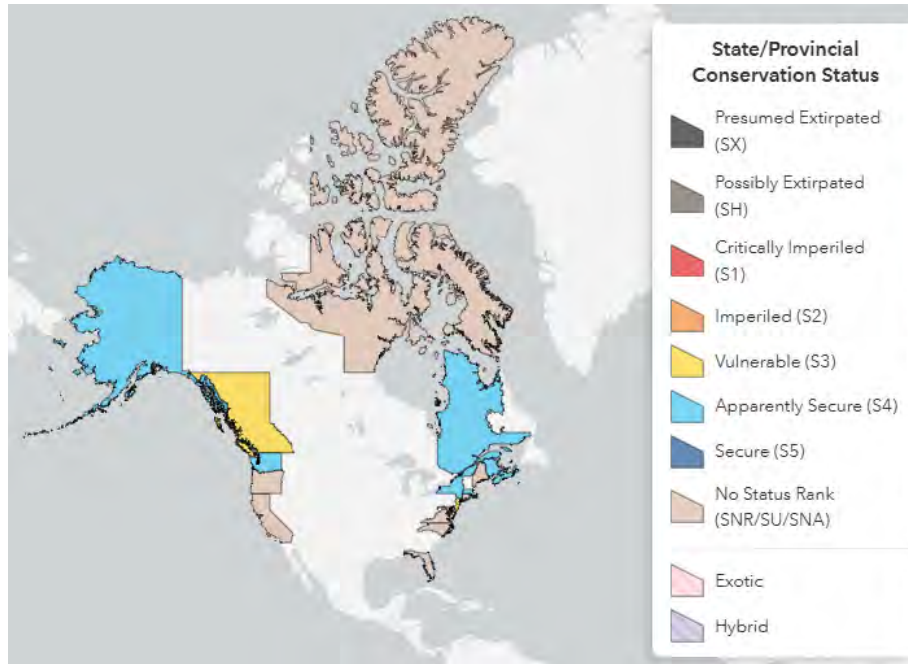 State/Provincial
Conservation Status
Presumed Extirpated
(SX)
Possibly Extirpated
(SH)
Critically Imperiled
(S1)
Imperiled (S2)
Vulnerable (S3)
Apparently Secure (S4)
Secure (S5)
No Status Rank
(SNR/SU/SNA)
Exotic
Hybrid